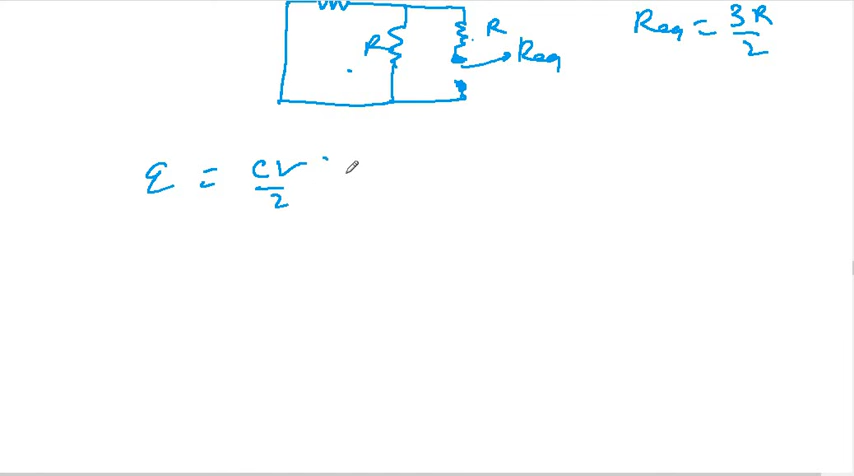 R
R
Req
Req = 3R/2
q = CV/2